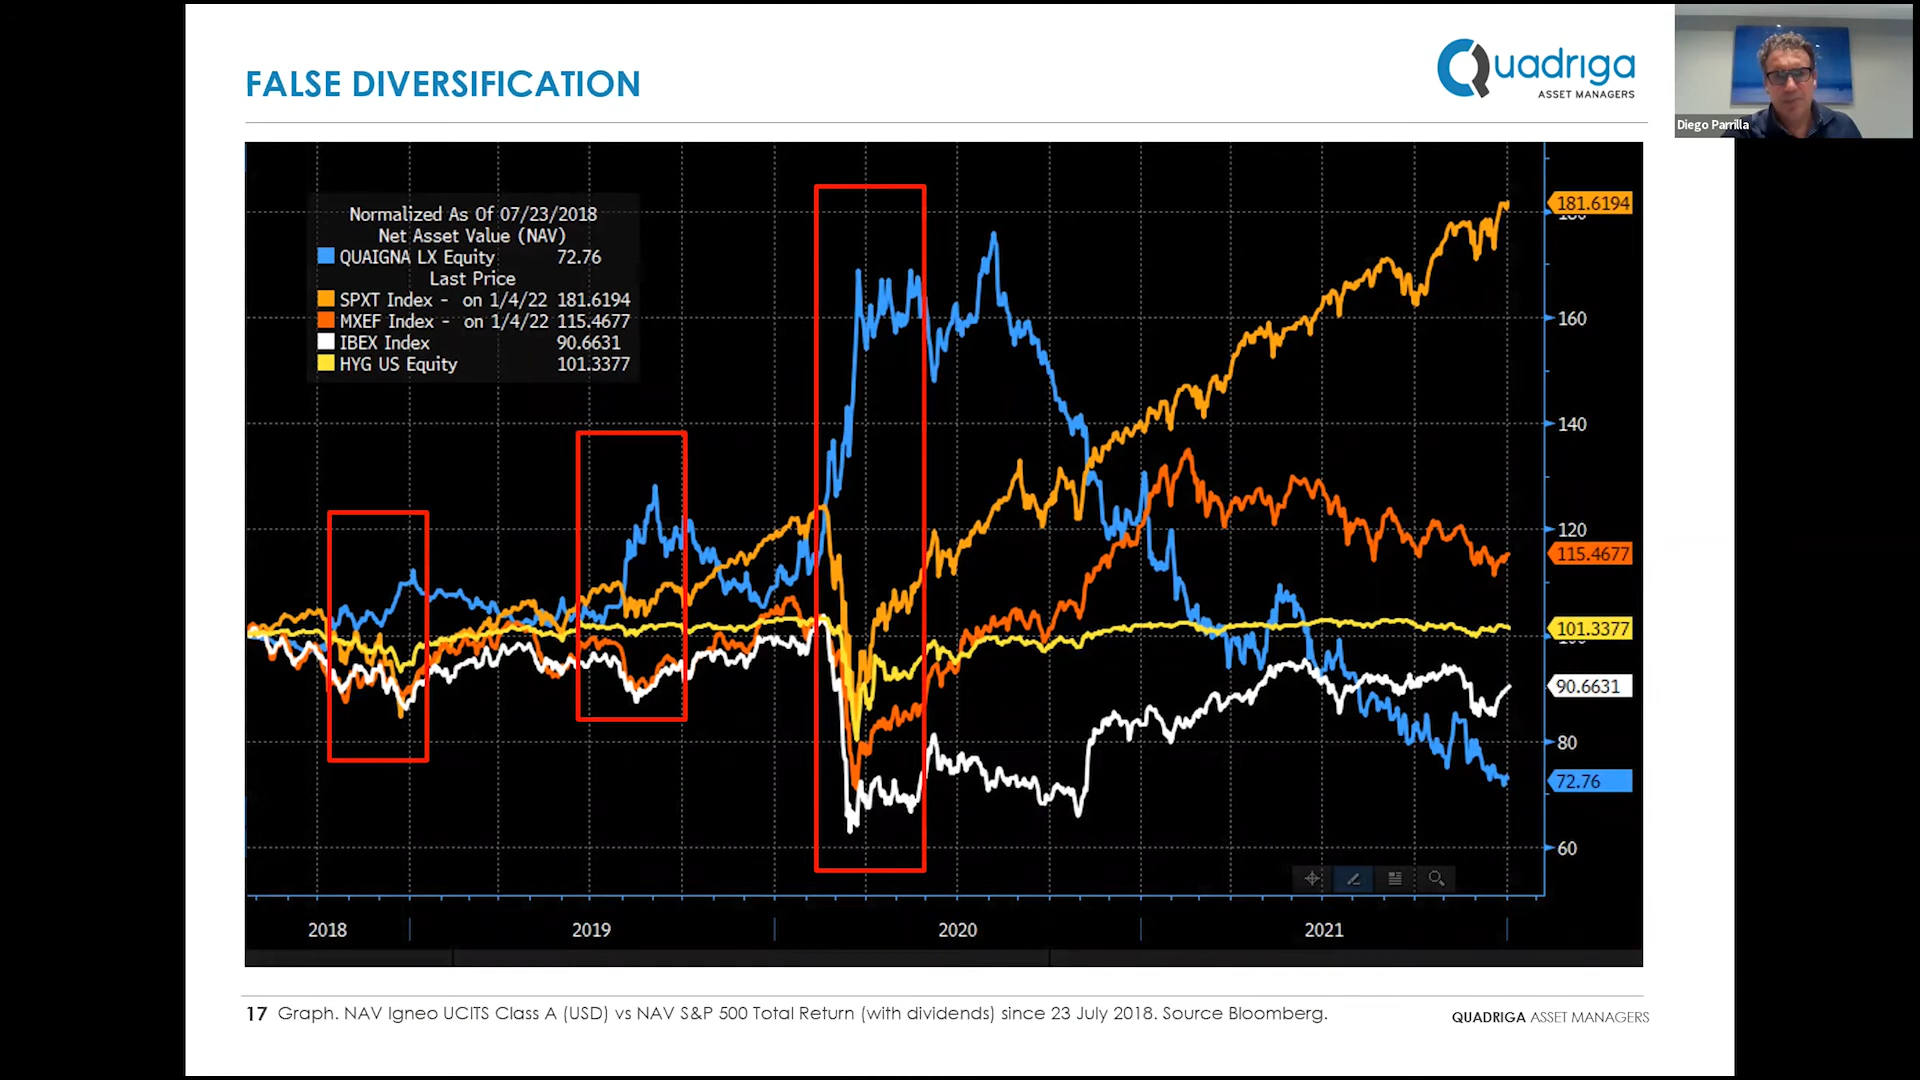 FALSE DIVERSIFICATION
Quadriga
ASSET MANAGERS
Diego Parrilla
Normalized As Of 07/23/2018
Net Asset Value (NAV)
QUAIGNA LX Equity 72.76
Last Price
SPXT Index - on 1/4/22 181.6194
MXEF Index - on 1/4/22 115.4677
IBEX Index 90.6631
HYG US Equity 101.3377
181.6194
180
160
140
120
115.4677
101.3377
100
90.6631
80
72.76
60
2018 2019 2020 2021
17 Graph. NAV Igneo UCITS Class A (USD) vs NAV S&P 500 Total Return (with dividends) since 23 July 2018. Source Bloomberg.
QUADRIGA ASSET MANAGERS